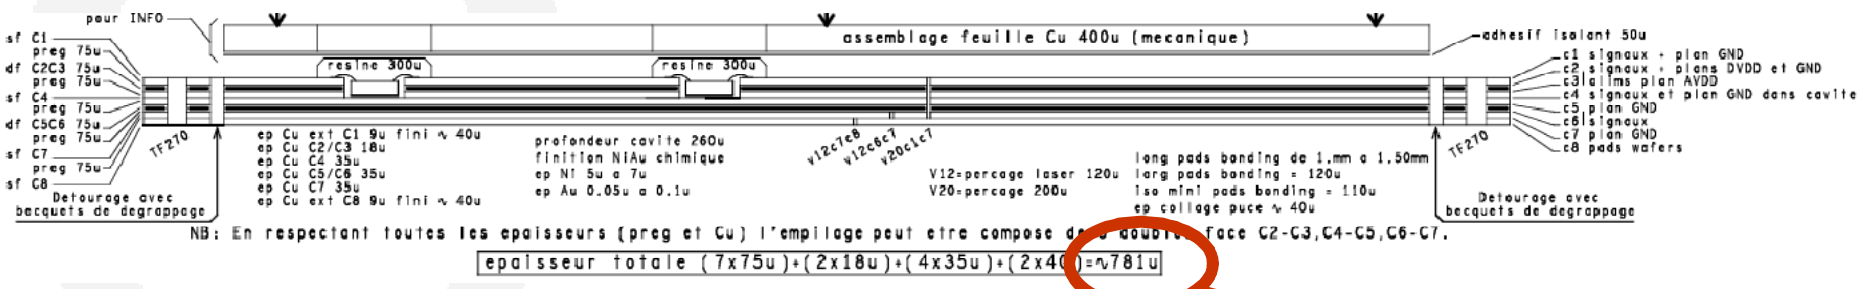 pour INFO
assemblage feuille Cu 400u (mecanique)
adhesif isolant 50u
sf C1
preg 75u
df C2C3 75u
preg 75u
sf C4
preg 75u
df C5C6 75u
preg 75u
sf C7
preg 75u
sf C8
resine 300u
resine 300u
c1 signaux + plan GND
c2 signaux + plans DVDD et GND
c3 alims plan AVDD
c4 signaux et plan GND dans cavite
c5 plan GND
c6 signaux
c7 plan GND
c8 pads wafers
TF270
TF270
ep Cu ext C1 9u fini ~ 40u
ep Cu C2/C3 18u
ep Cu C4 35u
ep Cu C5/C6 35u
ep Cu C7 35u
ep Cu ext C8 9u fini ~ 40u
profondeur cavite 260u
finition NiAu chimique
ep Ni 5u a 7u
ep Au 0.05u a 0.1u
v12c7c8
v12c6c7
v20c1c7
V12=percage laser 120u
V20=percage 200u
long pads bonding de 1,mm a 1,50mm
larg pads bonding = 120u
iso mini pads bonding = 110u
ep collage puce ~ 40u
Detourage avec
becquets de degrappage
Detourage avec
becquets de degrappage
NB: En respectant toutes les epaisseurs (preg et Cu) l'empilage peut etre compose de double face C2-C3,C4-C5,C6-C7.
epaisseur totale (7x75u)+(2x18u)+(4x35u)+(2x40)=~781u